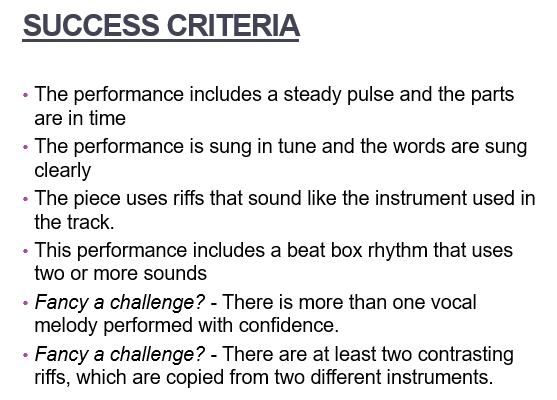 SUCCESS CRITERIA
• The performance includes a steady pulse and the parts
are in time
• The performance is sung in tune and the words are sung
clearly
• The piece uses riffs that sound like the instrument used in
the track.
• This performance includes a beat box rhythm that uses
two or more sounds
• Fancy a challenge? - There is more than one vocal
melody performed with confidence.
• Fancy a challenge? - There are at least two contrasting
riffs, which are copied from two different instruments.